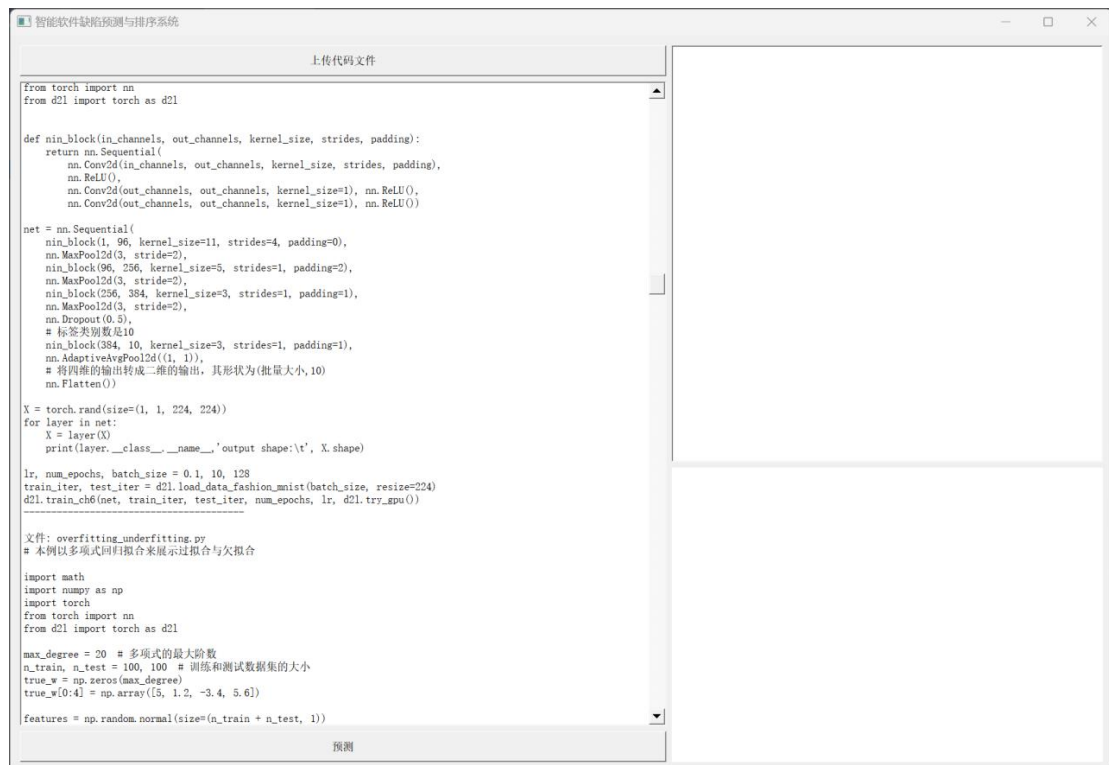 智能软件缺陷预测与排序系统
上传代码文件
from torch import nn
from d2l import torch as d2l
def nin_block(in_channels, out_channels, kernel_size, strides, padding):
    return nn.Sequential(
        nn.Conv2d(in_channels, out_channels, kernel_size, strides, padding),
        nn.ReLU(),
        nn.Conv2d(out_channels, out_channels, kernel_size=1), nn.ReLU(),
        nn.Conv2d(out_channels, out_channels, kernel_size=1), nn.ReLU())
net = nn.Sequential(
    nin_block(1, 96, kernel_size=11, strides=4, padding=0),
    nn.MaxPool2d(3, stride=2),
    nin_block(96, 256, kernel_size=5, strides=1, padding=2),
    nn.MaxPool2d(3, stride=2),
    nin_block(256, 384, kernel_size=3, strides=1, padding=1),
    nn.MaxPool2d(3, stride=2),
    nn.Dropout(0.5),
    # 标签类别数是10
    nin_block(384, 10, kernel_size=3, strides=1, padding=1),
    nn.AdaptiveAvgPool2d((1, 1)),
    # 将四维的输出转成二维的输出，其形状为(批量大小,10)
    nn.Flatten())
X = torch.rand(size=(1, 1, 224, 224))
for layer in net:
    X = layer(X)
    print(layer.__class__.__name__,'output shape:\t', X.shape)
lr, num_epochs, batch_size = 0.1, 10, 128
train_iter, test_iter = d2l.load_data_fashion_mnist(batch_size, resize=224)
d2l.train_ch6(net, train_iter, test_iter, num_epochs, lr, d2l.try_gpu())
----------------------------------------
文件: overfitting_underfitting.py
# 本例以多项式回归拟合来展示过拟合与欠拟合
import math
import numpy as np
import torch
from torch import nn
from d2l import torch as d2l
max_degree = 20  # 多项式的最大阶数
n_train, n_test = 100, 100  # 训练和测试数据集的大小
true_w = np.zeros(max_degree)
true_w[0:4] = np.array([5, 1.2, -3.4, 5.6])
features = np.random.normal(size=(n_train + n_test, 1))
预测